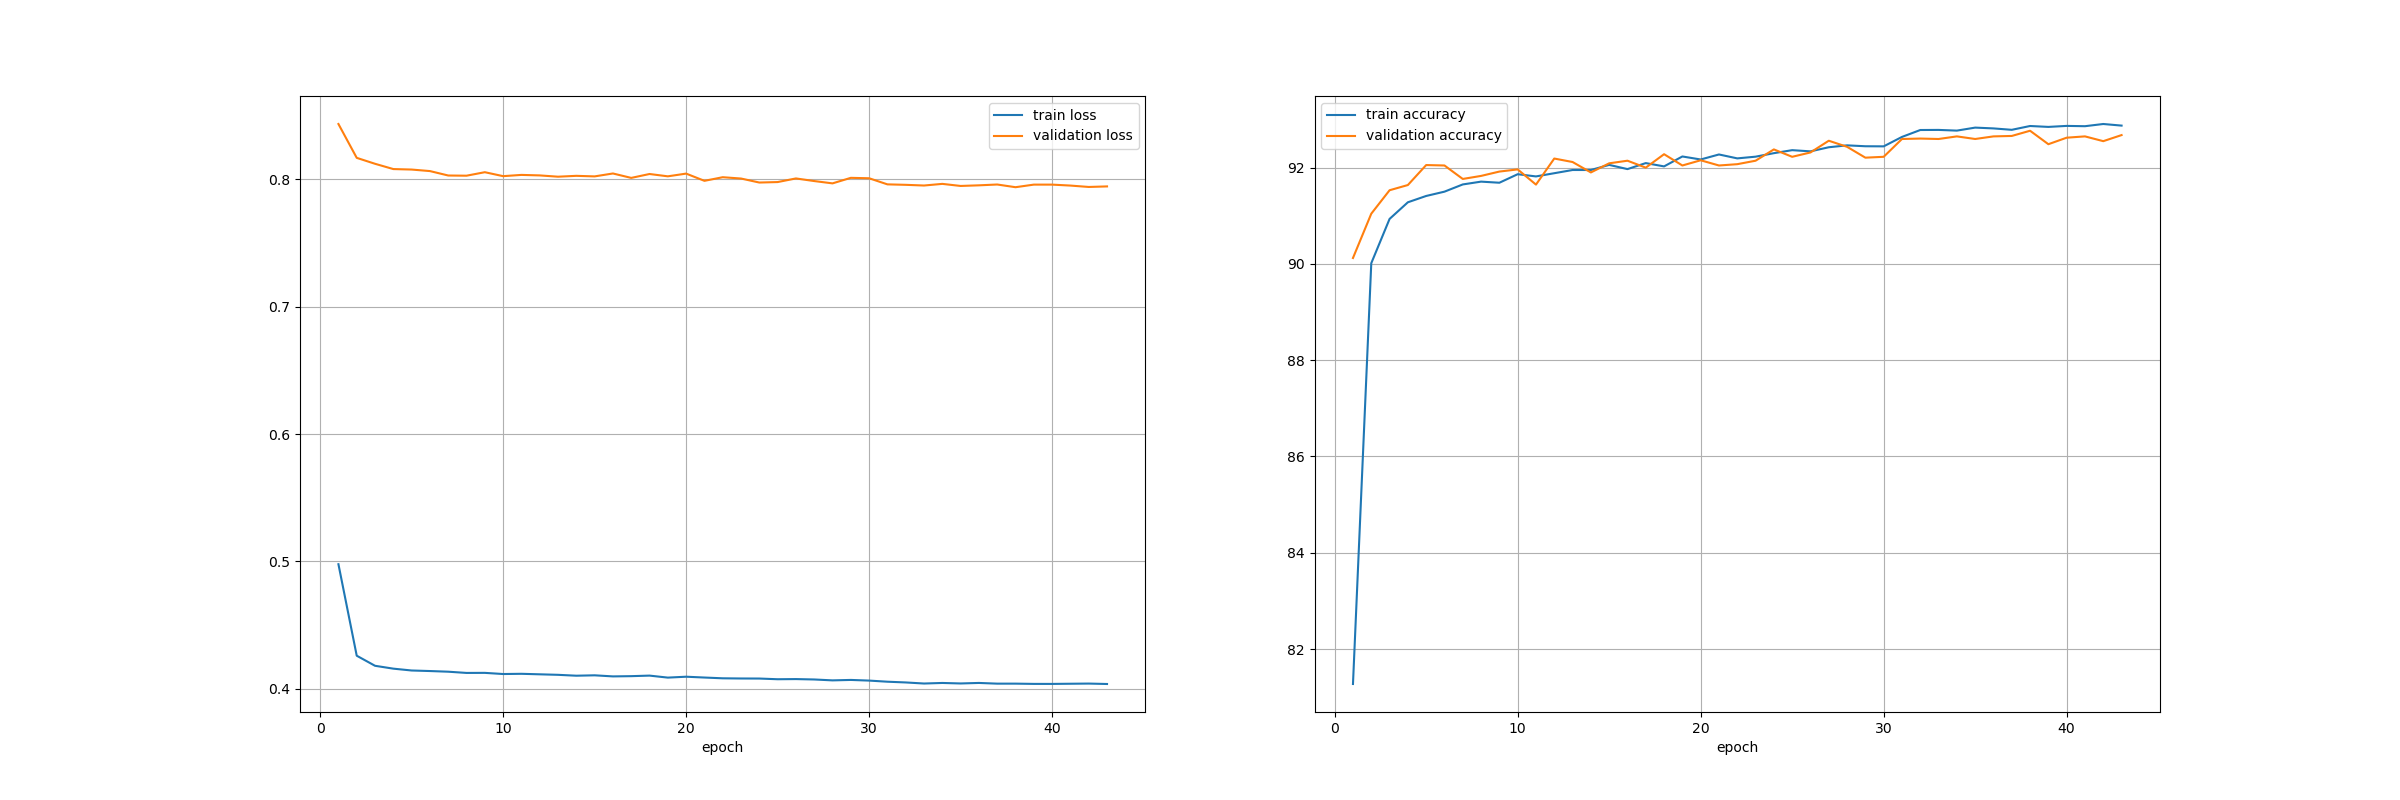 train loss
validation loss
0.8
0.7
0.6
0.5
0.4
0 10 20 30 40
epoch
train accuracy
validation accuracy
92
90
88
86
84
82
0 10 20 30 40
epoch